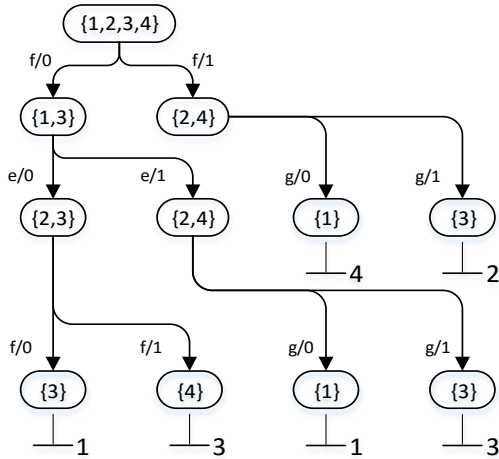 {1,2,3,4}
f/0 f/1
{1,3} {2,4}
e/0 e/1 g/0 g/1
{2,3} {2,4} {1} {3}
4 2
f/0 f/1 g/0 g/1
{3} {4} {1} {3}
1 3 1 3